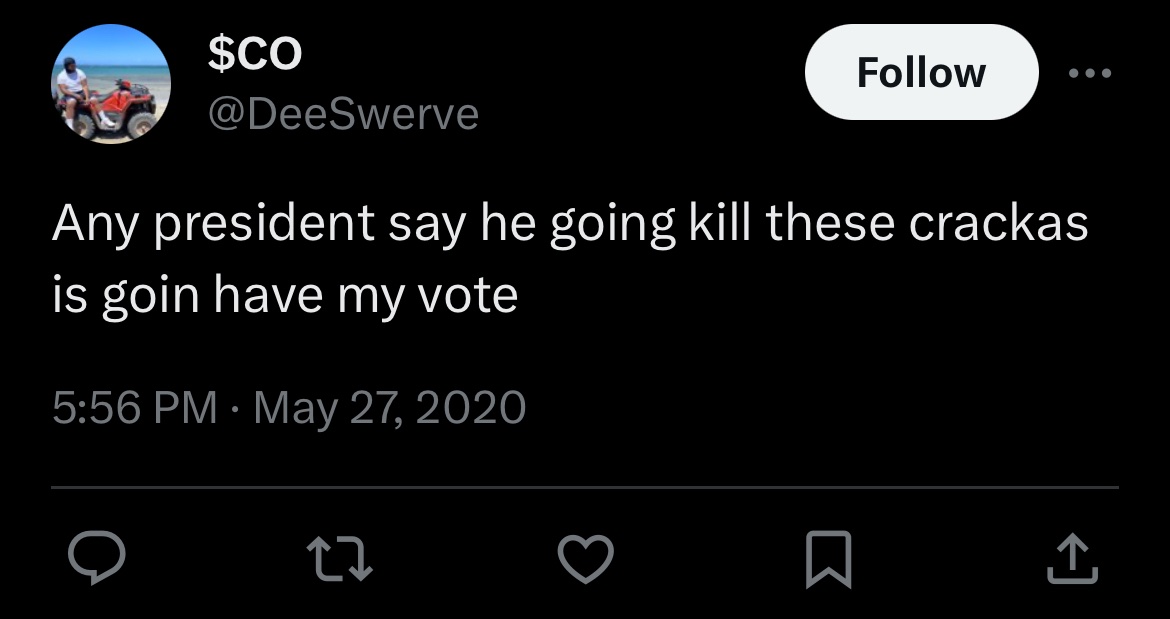 $CO
@DeeSwerve
Follow
Any president say he going kill these crackas
is goin have my vote
5:56 PM · May 27, 2020